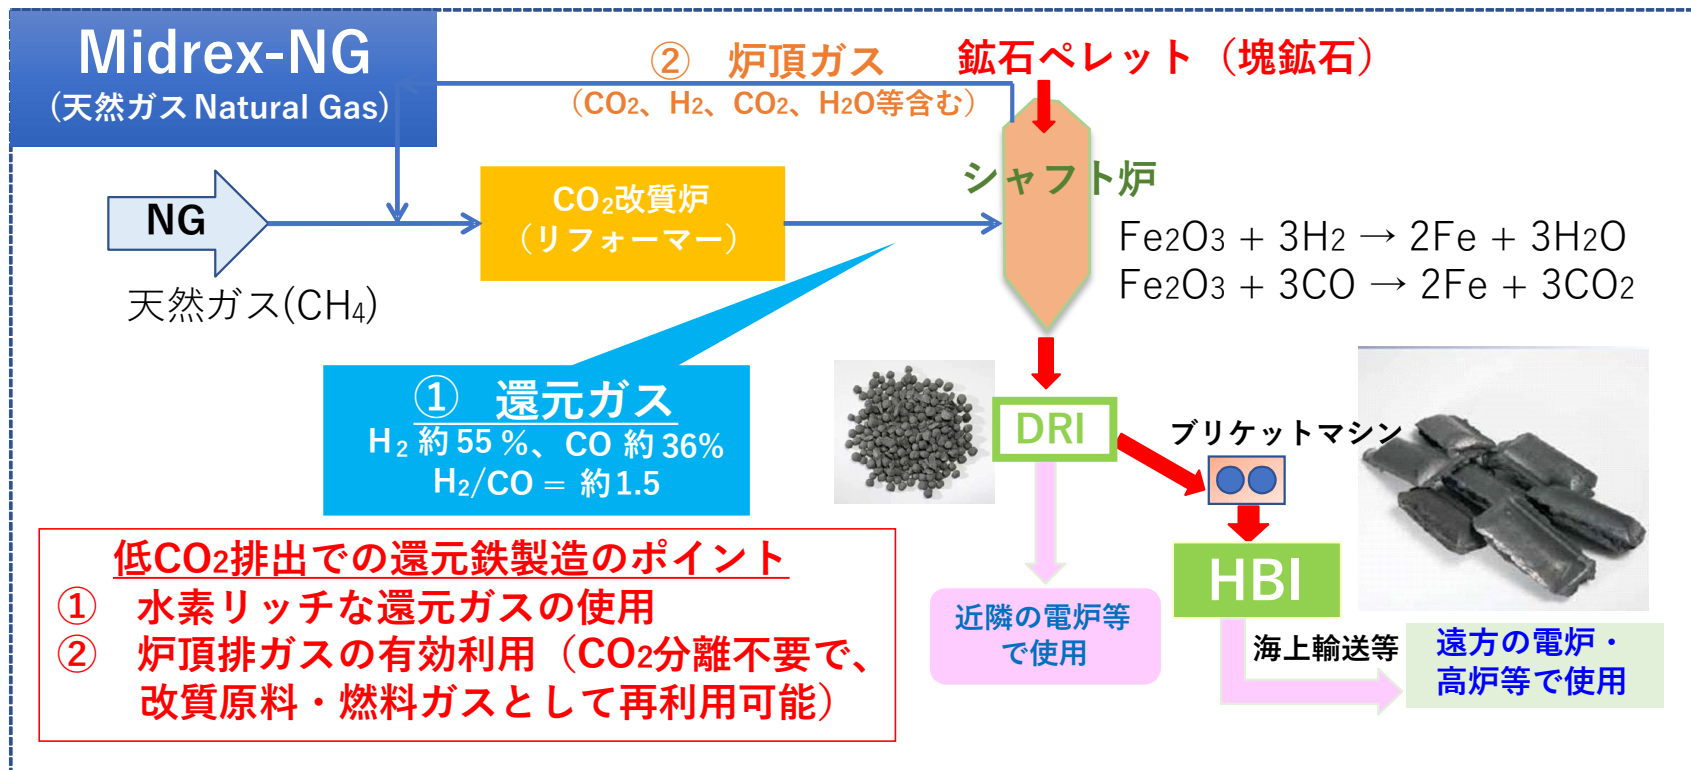 Midrex-NG
(天然ガス Natural Gas)
② 炉頂ガス
(CO2、H2、CO2、H2O等含む)
鉱石ペレット（塊鉱石）
シャフト炉
NG
天然ガス(CH4)
CO2改質炉
（リフォーマー）
Fe2O3 + 3H2 → 2Fe + 3H2O
Fe2O3 + 3CO → 2Fe + 3CO2
① 還元ガス
H2 約 55 %、CO 約 36%
H2/CO = 約1.5
DRI
ブリケットマシン
HBI
近隣の電炉等
で使用
海上輸送等
遠方の電炉・
高炉等で使用
低CO2排出での還元鉄製造のポイント
① 水素リッチな還元ガスの使用
② 炉頂排ガスの有効利用（CO2分離不要で、
改質原料・燃料ガスとして再利用可能）